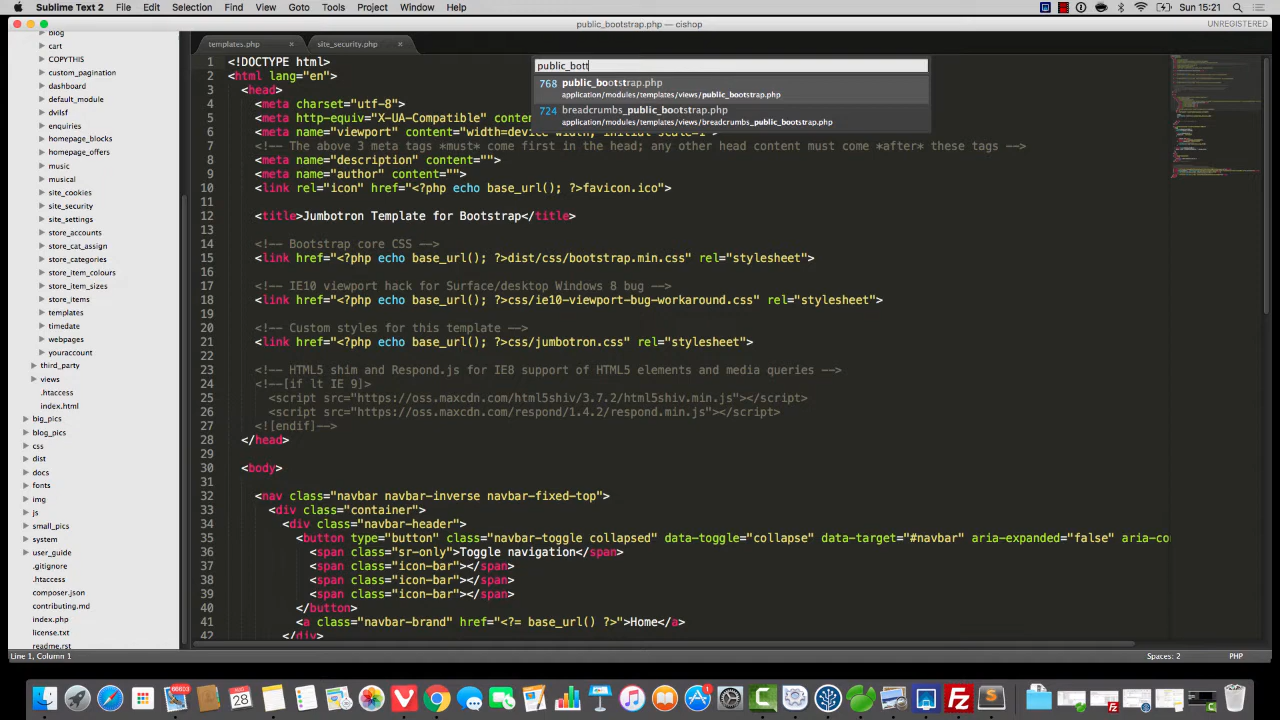 Sublime Text 2 File Edit Selection Find View Goto Tools Project Window Help Sun 15:21
public_bootstrap.php — cishop UNREGISTERED
blog
cart
COPYTHIS
custom_pagination
dashboard
dvilsf
enquiries
homepage_blocks
homepage_offers
music
musical
site_cookies
site_security
site_settings
store_accounts
store_cat_assign
store_item_colours
store_item_sizes
store_items
templates
timedate
webpages
youraccount
third_party
views
.htaccess
index.html
big_pics
blog_pics
css
dist
docs
fonts
img
js
small_pics
system
user_guide
.gitignore
.htaccess
composer.json
contributing.md
index.php
license.txt
readme.rst
templates.php × site_security.php ×
public_bott
768 public_bootstrap.php
application/modules/templates/views/public_bootstrap.php
724 breadcrumbs_public_bootstrap.php
application/modules/templates/views/breadcrumbs_public_bootstrap.php
1 <!DOCTYPE html>
2 <html lang="en">
3 <head>
4 <meta charset="utf-8">
5 <meta http-equiv="X-UA-Compatible"
6 <meta name="viewport" content="width=device-width, initial-scale=1">
7 <!-- The above 3 meta tags *must* come first in the head; any other head content must come *after* these tags
8 <meta name="description" content="">
9 <meta name="author" content="">
10 <link rel="icon" href="<?php echo base_url(); ?>favicon.ico">
11
12 <title>Jumbotron Template for Bootstrap</title>
13
14 <!-- Bootstrap core CSS -->
15 <link href="<?php echo base_url(); ?>dist/css/bootstrap.min.css" rel="stylesheet">
16
17 <!-- IE10 viewport hack for Surface/desktop Windows 8 bug -->
18 <link href="<?php echo base_url(); ?>css/ie10-viewport-bug-workaround.css" rel="stylesheet">
19
20 <!-- Custom styles for this template -->
21 <link href="<?php echo base_url(); ?>css/jumbotron.css" rel="stylesheet">
22
23 <!-- HTML5 shim and Respond.js for IE8 support of HTML5 elements and media queries -->
24 <!--[if lt IE 9]>
25 <script src="https://oss.maxcdn.com/html5shiv/3.7.2/html5shiv.min.js"></script>
26 <script src="https://oss.maxcdn.com/respond/1.4.2/respond.min.js"></script>
27 <![endif]-->
28 </head>
29
30 <body>
31
32 <nav class="navbar navbar-inverse navbar-fixed-top">
33 <div class="container">
34 <div class="navbar-header">
35 <button type="button" class="navbar-toggle collapsed" data-toggle="collapse" data-target="#navbar" aria-expanded="false" aria-co
36 <span class="sr-only">Toggle navigation</span>
37 <span class="icon-bar"></span>
38 <span class="icon-bar"></span>
39 <span class="icon-bar"></span>
40 </button>
41 <a class="navbar-brand" href="<?= base_url() ?>">Home</a>
42 </div>
Line 1, Column 1 Spaces: 2 PHP